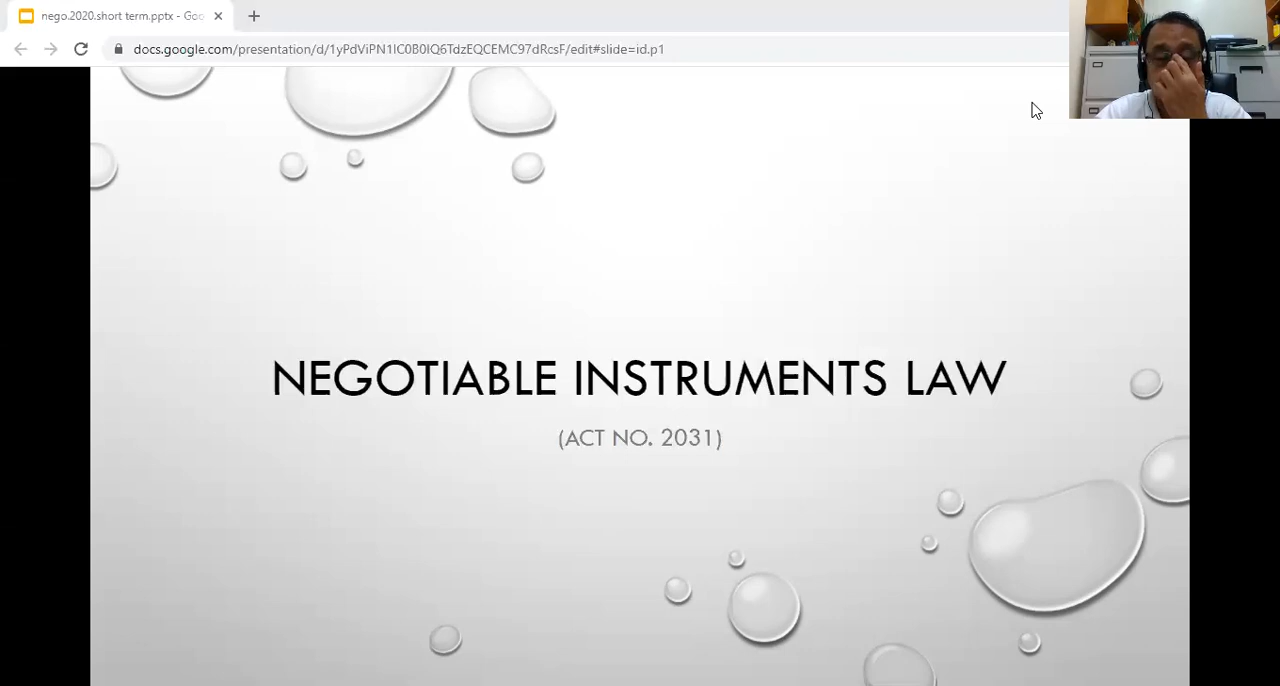 nego.2020.short term.pptx - Goo
docs.google.com/presentation/d/1yPdViPN1lC0B0IQ6TdzEQCEMC97dRcsF/edit#slide=id.p1
NEGOTIABLE INSTRUMENTS LAW
(ACT NO. 2031)